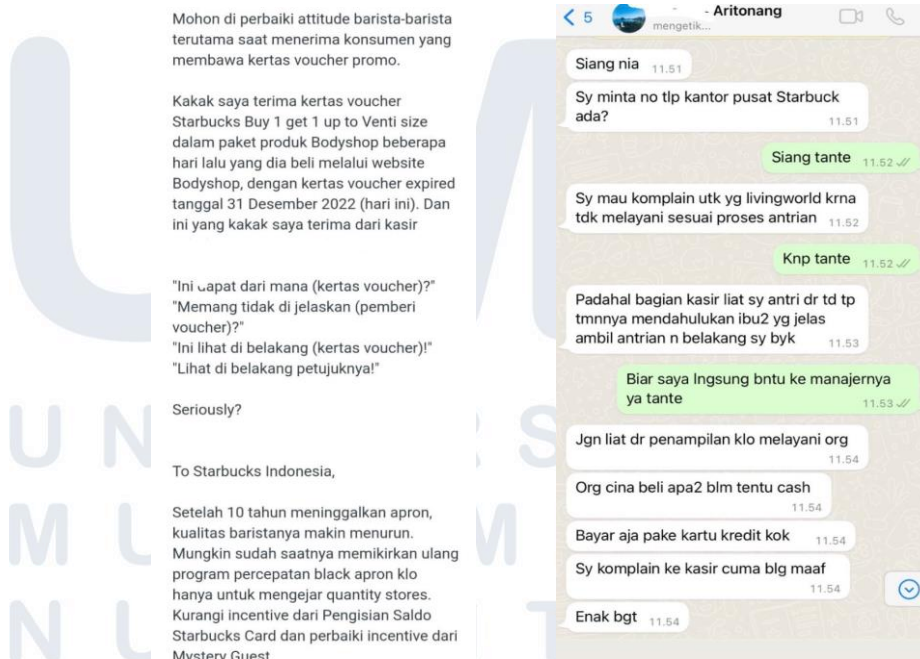 Mohon di perbaiki attitude barista-barista
terutama saat menerima konsumen yang
membawa kertas voucher promo.
Kakak saya terima kertas voucher
Starbucks Buy 1 get 1 up to Venti size
dalam paket produk Bodyshop beberapa
hari lalu yang dia beli melalui website
Bodyshop, dengan kertas voucher expired
tanggal 31 Desember 2022 (hari ini). Dan
ini yang kakak saya terima dari kasir
"Ini dapat dari mana (kertas voucher)?"
"Memang tidak di jelaskan (pemberi
voucher)?"
"Ini lihat di belakang (kertas voucher)!"
"Lihat di belakang petujuknya!"
Seriously?
To Starbucks Indonesia,
Setelah 10 tahun meninggalkan apron,
kualitas baristanya makin menurun.
Mungkin sudah saatnya memikirkan ulang
program percepatan black apron klo
hanya untuk mengejar quantity stores.
Kurangi incentive dari Pengisian Saldo
Starbucks Card dan perbaiki incentive dari
Mystery Guest
5
- - Aritonang
mengetik...
Siang nia 11.51
Sy minta no tlp kantor pusat Starbuck
ada? 11.51
Siang tante 11.52
Sy mau komplain utk yg livingworld krna
tdk melayani sesuai proses antrian 11.52
Knp tante 11.52
Padahal bagian kasir liat sy antri dr td tp
tmnnya mendahulukan ibu2 yg jelas
ambil antrian n belakang sy byk 11.53
Biar saya lngsung bntu ke manajernya
ya tante 11.53
Jgn liat dr penampilan klo melayani org
11.54
Org cina beli apa2 blm tentu cash
11.54
Bayar aja pake kartu kredit kok 11.54
Sy komplain ke kasir cuma blg maaf
11.54
Enak bgt 11.54